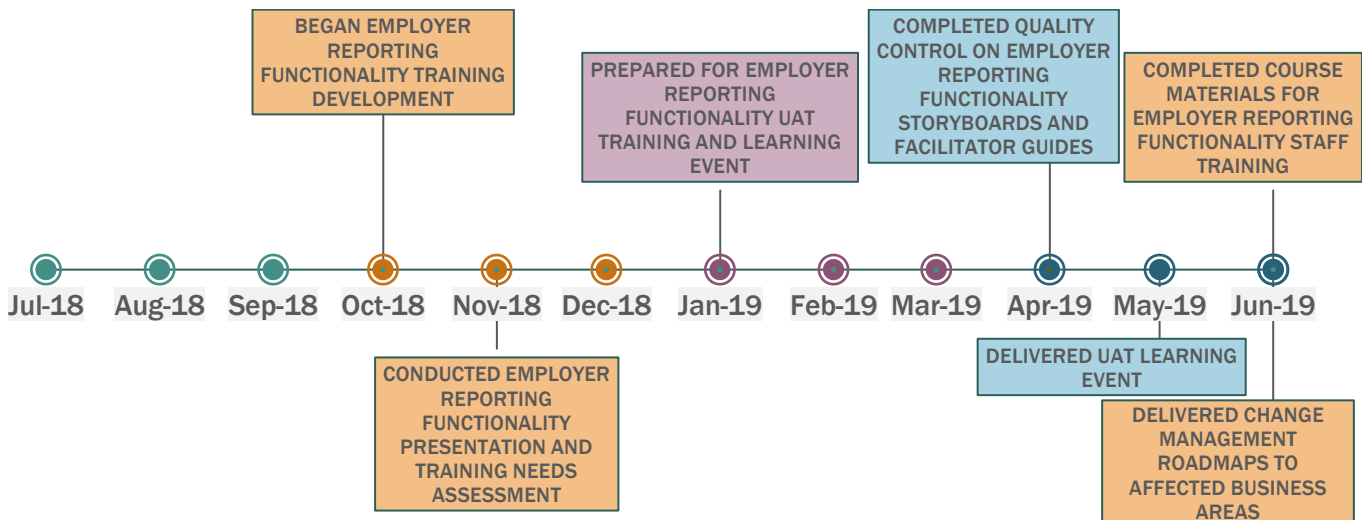 BEGAN EMPLOYER
REPORTING
FUNCTIONALITY TRAINING
DEVELOPMENT
PREPARED FOR EMPLOYER
REPORTING
FUNCTIONALITY UAT
TRAINING AND LEARNING
EVENT
COMPLETED QUALITY
CONTROL ON EMPLOYER
REPORTING
FUNCTIONALITY
STORYBOARDS AND
FACILITATOR GUIDES
COMPLETED COURSE
MATERIALS FOR
EMPLOYER REPORTING
FUNCTIONALITY STAFF
TRAINING
Jul-18 Aug-18 Sep-18 Oct-18 Nov-18 Dec-18 Jan-19 Feb-19 Mar-19 Apr-19 May-19 Jun-19
CONDUCTED EMPLOYER
REPORTING
FUNCTIONALITY
PRESENTATION AND
TRAINING NEEDS
ASSESSMENT
DELIVERED UAT LEARNING
EVENT
DELIVERED CHANGE
MANAGEMENT
ROADMAPS TO
AFFECTED BUSINESS
AREAS